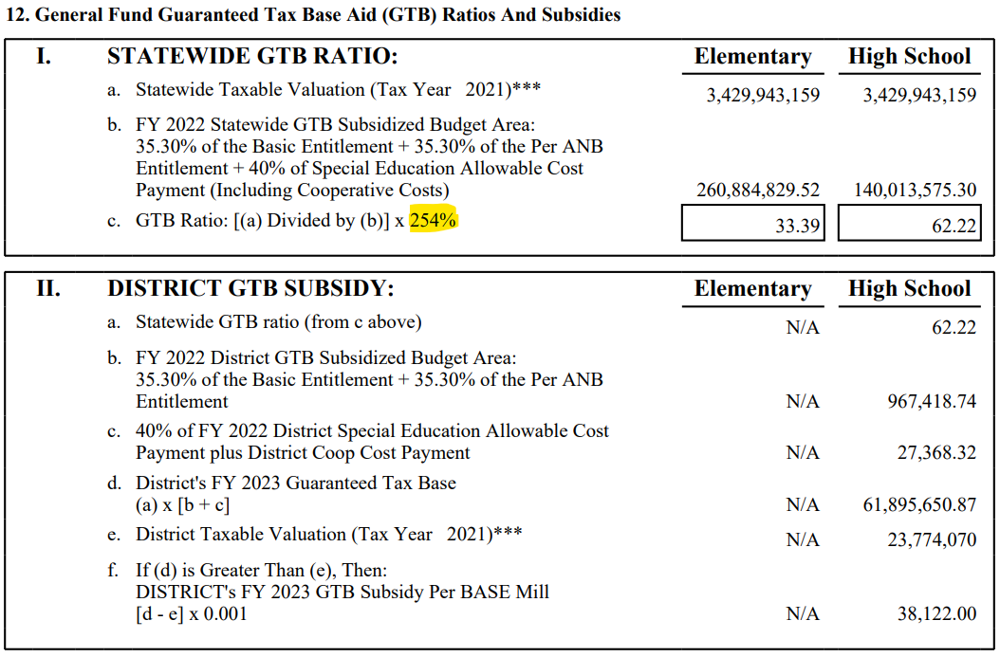 12. General Fund Guaranteed Tax Base Aid (GTB) Ratios And Subsidies
I. STATEWIDE GTB RATIO: Elementary High School
a. Statewide Taxable Valuation (Tax Year 2021)*** 3,429,943,159 3,429,943,159
b. FY 2022 Statewide GTB Subsidized Budget Area:
35.30% of the Basic Entitlement + 35.30% of the Per ANB
Entitlement + 40% of Special Education Allowable Cost
Payment (Including Cooperative Costs) 260,884,829.52 140,013,575.30
c. GTB Ratio: [(a) Divided by (b)] x 254% 33.39 62.22
II. DISTRICT GTB SUBSIDY: Elementary High School
a. Statewide GTB ratio (from c above) N/A 62.22
b. FY 2022 District GTB Subsidized Budget Area:
35.30% of the Basic Entitlement + 35.30% of the Per ANB
Entitlement N/A 967,418.74
c. 40% of FY 2022 District Special Education Allowable Cost
Payment plus District Coop Cost Payment N/A 27,368.32
d. District's FY 2023 Guaranteed Tax Base
(a) x [b + c] N/A 61,895,650.87
e. District Taxable Valuation (Tax Year 2021)*** N/A 23,774,070
f. If (d) is Greater Than (e), Then:
DISTRICT's FY 2023 GTB Subsidy Per BASE Mill
[d - e] x 0.001 N/A 38,122.00